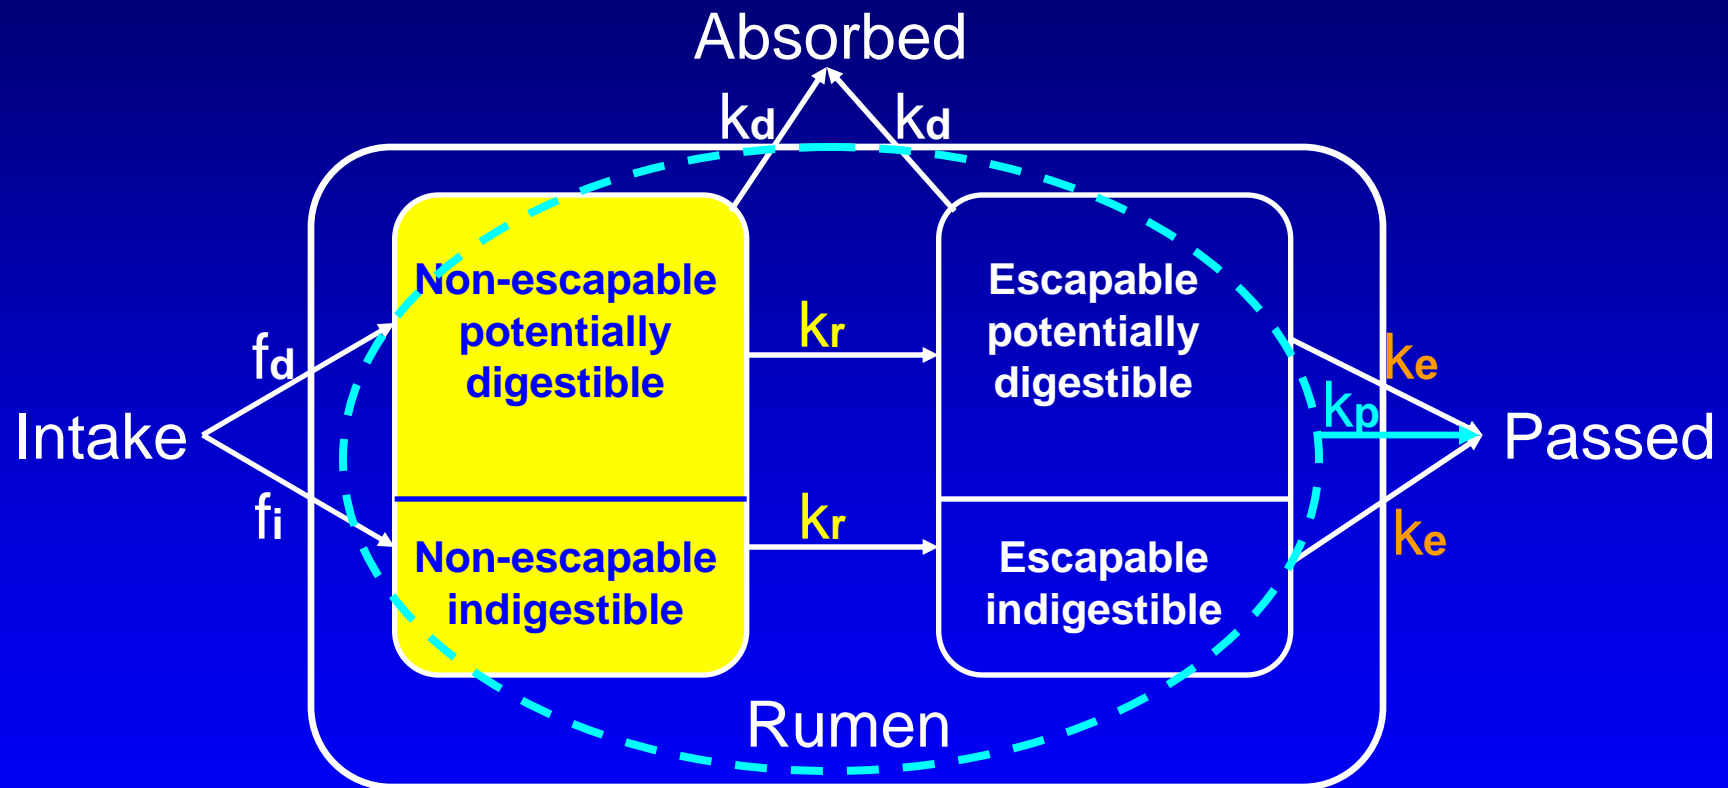 Absorbed
kd
kd
Non-escapable
potentially
digestible
Escapable
potentially
digestible
kr
fd
ke
kp
Intake
Passed
fi
kr
ke
Non-escapable
indigestible
Escapable
indigestible
Rumen